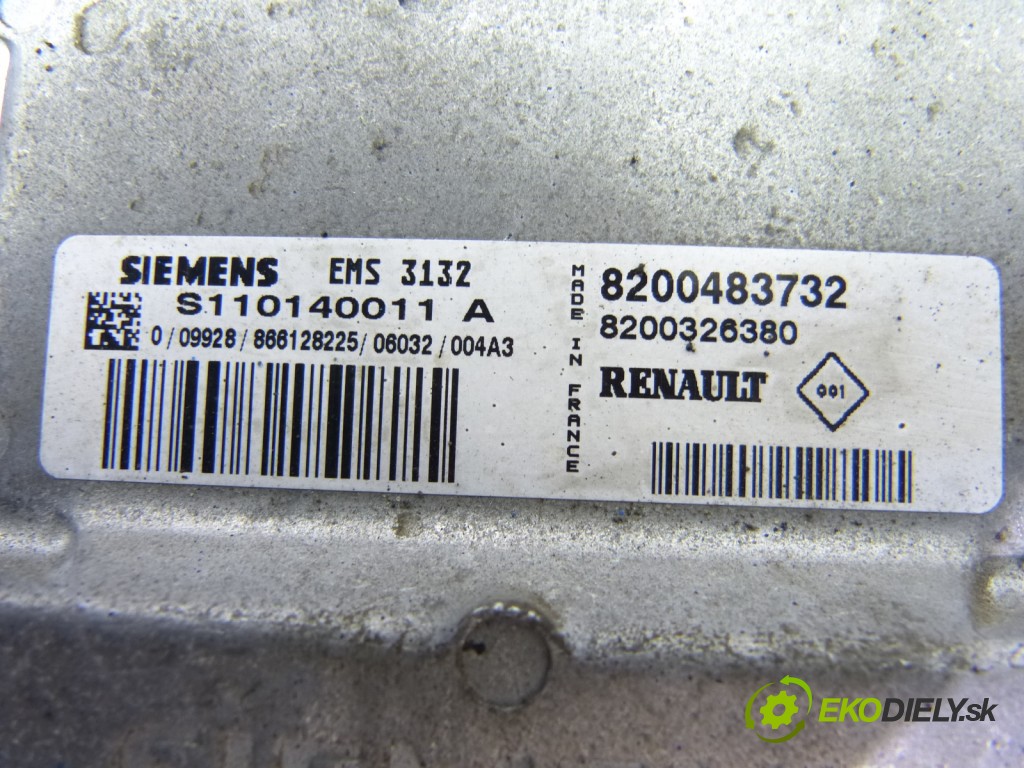 SIEMENS EMS 3132
S110140011 A
0/09928/866128225/06032/004A3
MADE IN FRANCE
8200483732
8200326380
RENAULT 001
EKODIELY.sk